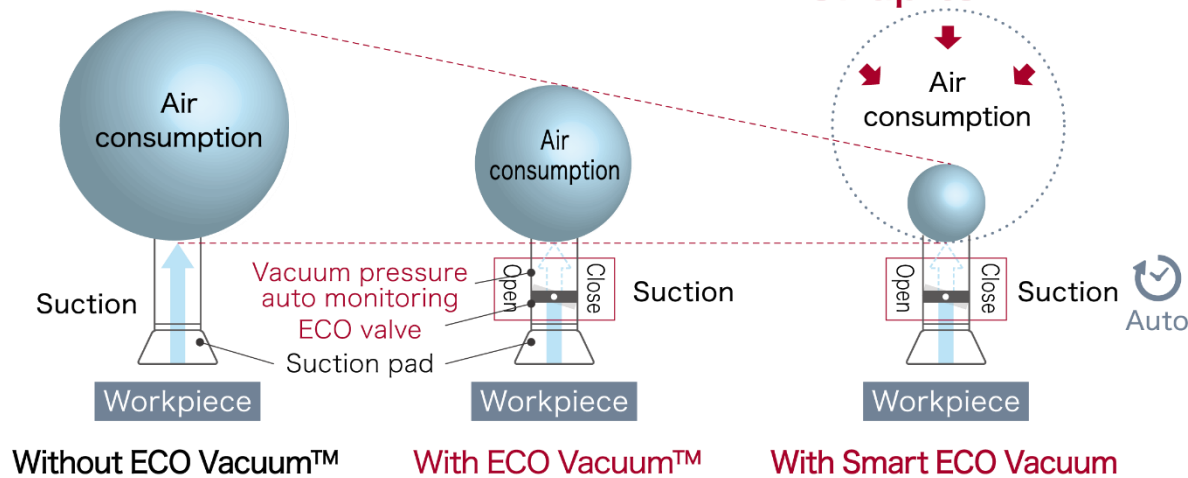 Air
consumption
Air
consumption
Air
consumption
Suction
Vacuum pressure
auto monitoring
ECO valve
Suction pad
Open
Close
Suction
Open
Close
Suction
Auto
Workpiece
Workpiece
Workpiece
Without ECO Vacuum™
With ECO Vacuum™
With Smart ECO Vacuum